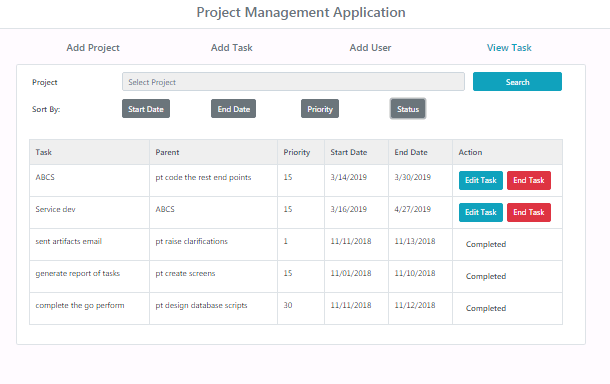 Project Management Application
Add Project Add Task Add User View Task
Project Select Project Search
Sort By: Start Date End Date Priority Status
Task Parent Priority Start Date End Date Action
ABCS pt code the rest end points 15 3/14/2019 3/30/2019 Edit Task End Task
Service dev ABCS 15 3/16/2019 4/27/2019 Edit Task End Task
sent artifacts email pt raise clarifications 1 11/11/2018 11/13/2018 Completed
generate report of tasks pt create screens 15 11/01/2018 11/10/2018 Completed
complete the go perform pt design database scripts 30 11/11/2018 11/12/2018 Completed